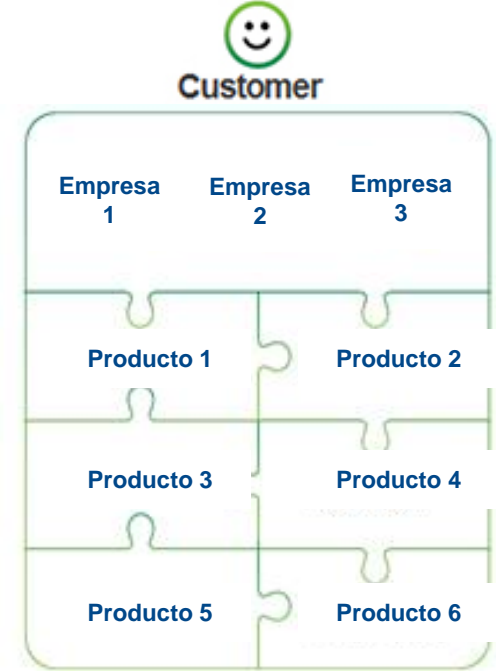 Customer
Empresa Empresa Empresa
1 2 3
Producto 1 Producto 2
Producto 3 Producto 4
Producto 5 Producto 6